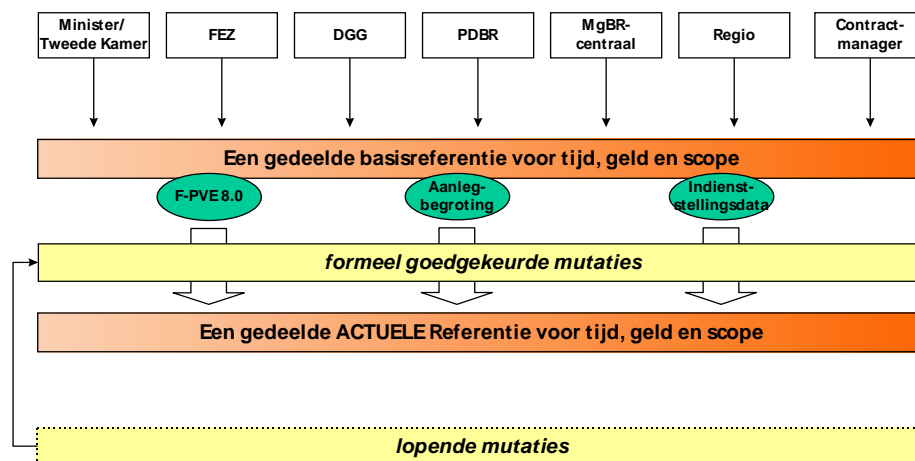 Minister/
Tweede Kamer
FEZ
DGG
PDBR
MgBR-
centraal
Regio
Contract-
manager
Een gedeelde basisreferentie voor tijd, geld en scope
F-PVE 8.0
Aanleg-
begroting
Indienst-
stellingsdata
formeel goedgekeurde mutaties
Een gedeelde ACTUELE Referentie voor tijd, geld en scope
lopende mutaties